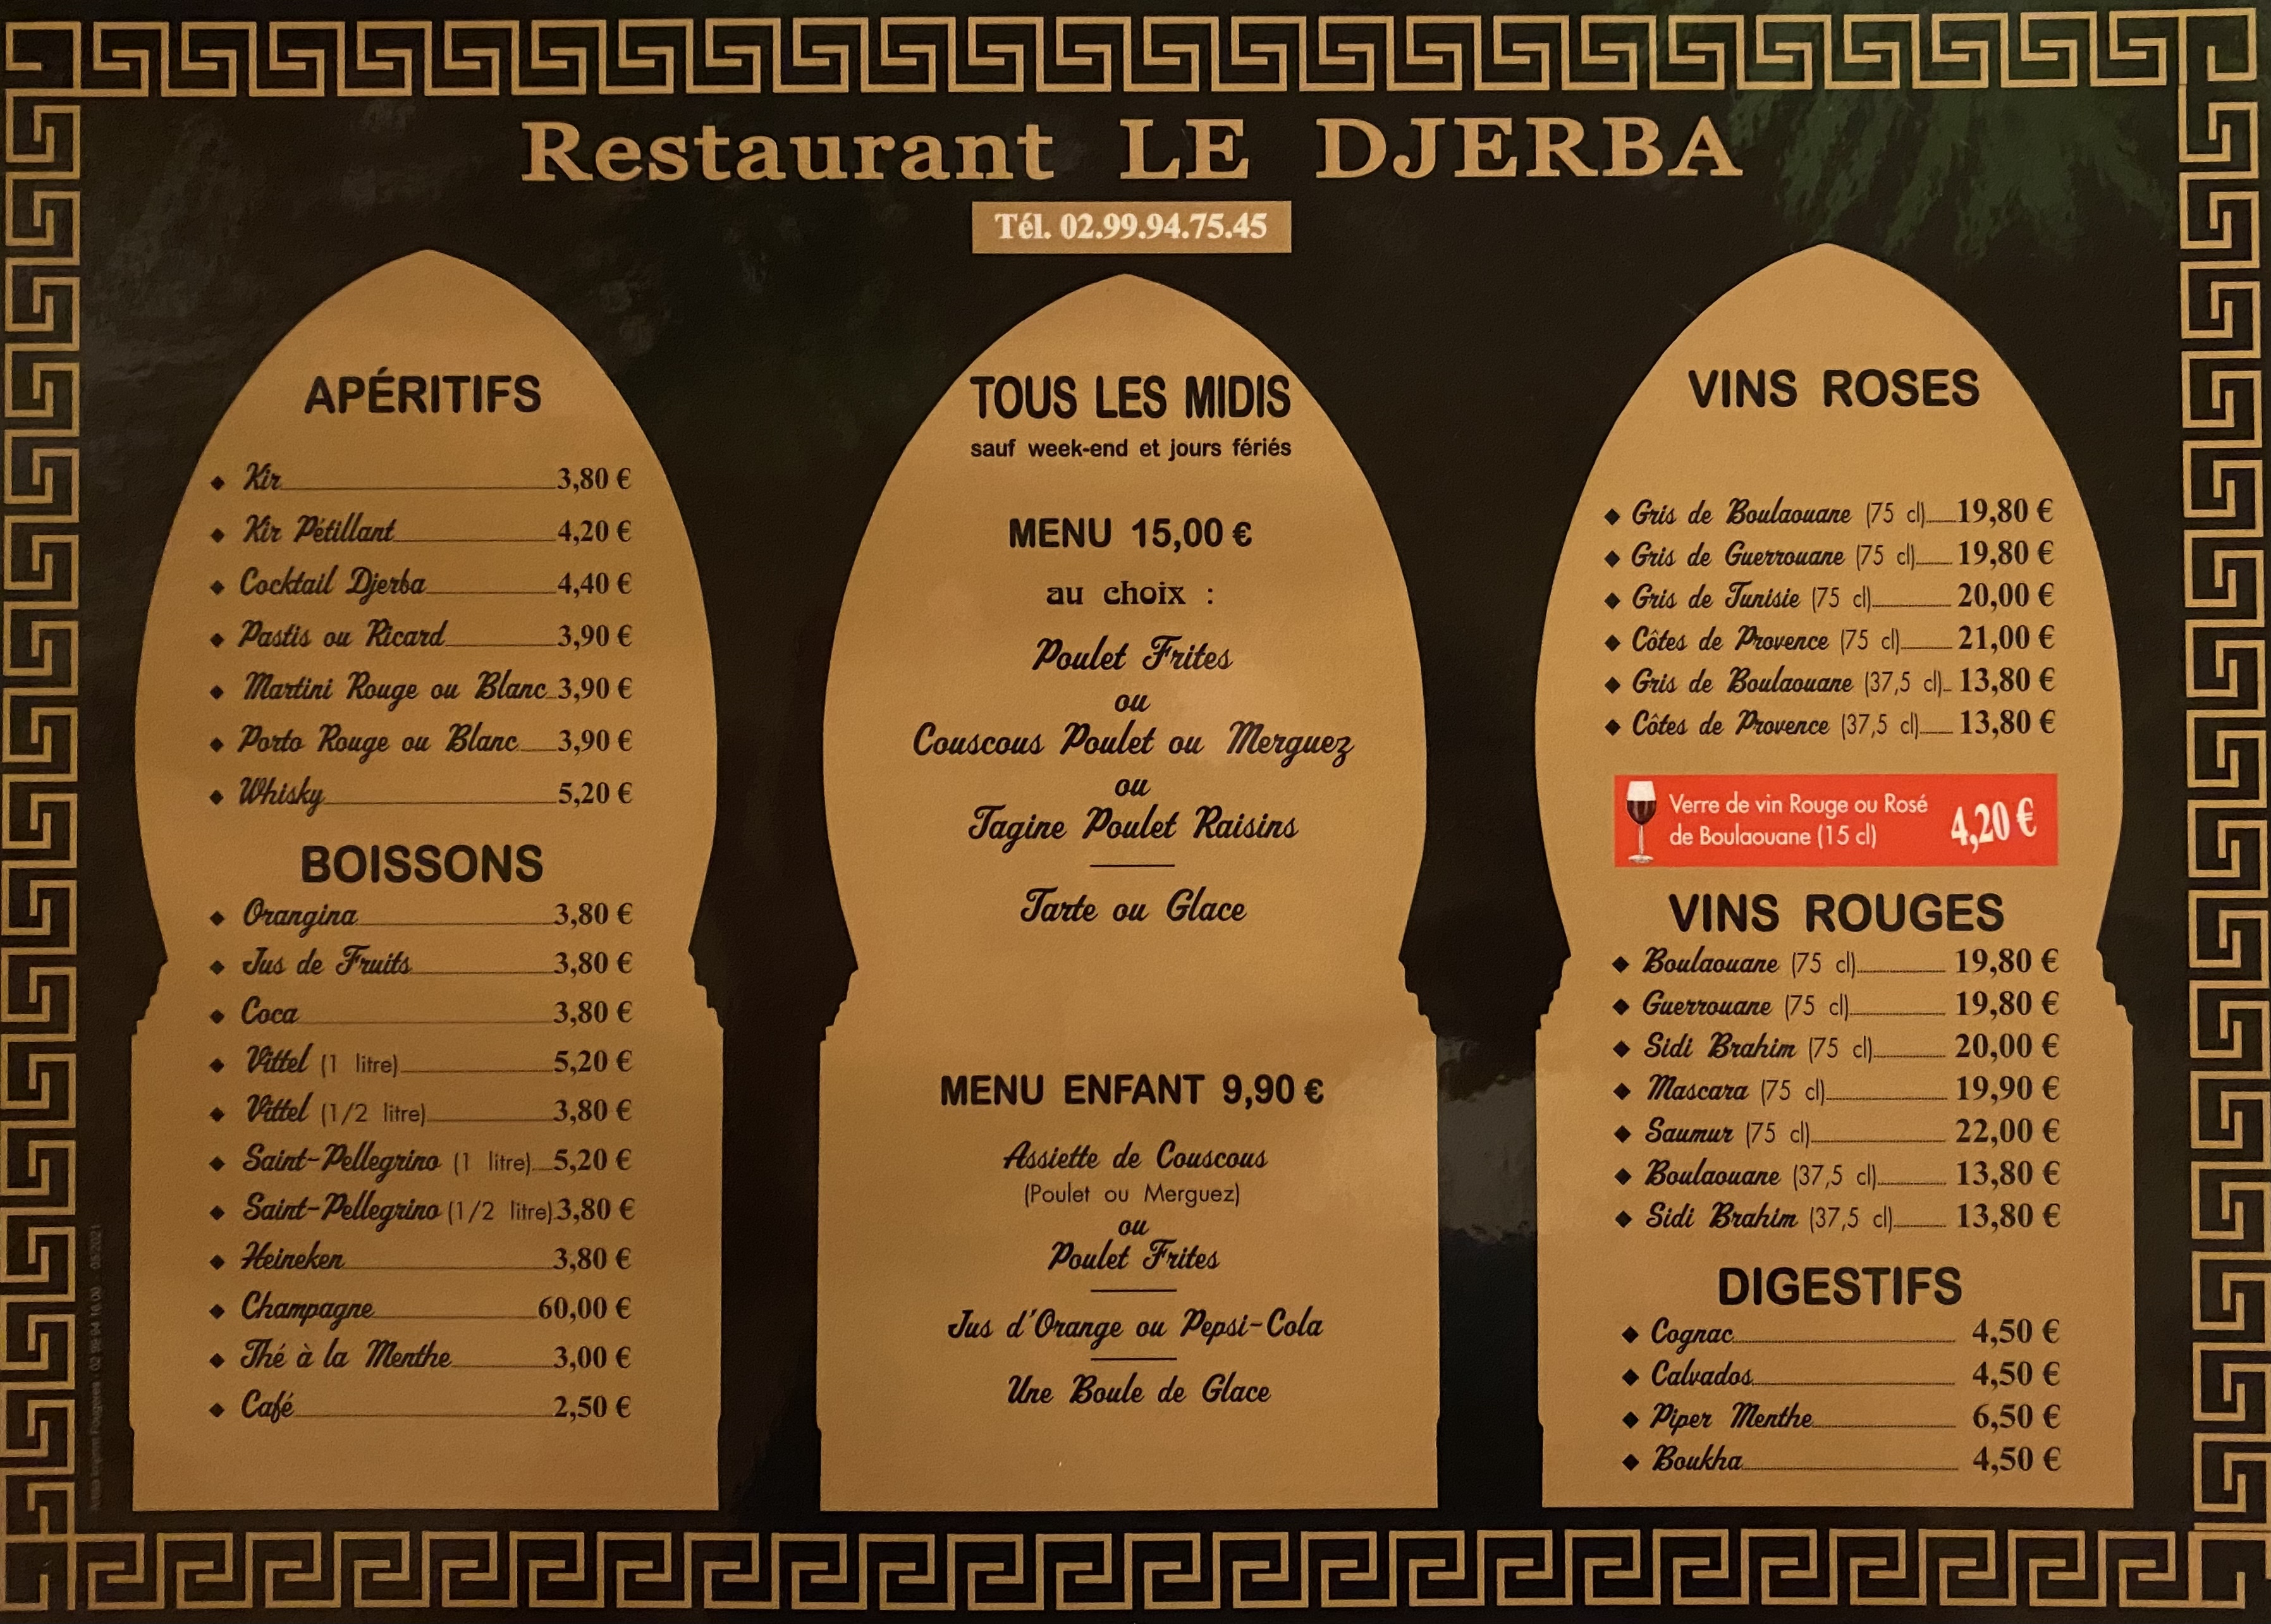 Restaurant LE DJERBA
Tél. 02.99.94.75.45
APÉRITIFS
Kir 3,80 €
Kir Pétillant 4,20 €
Cocktail Djerba 4,40 €
Pastis ou Ricard 3,90 €
Martini Rouge ou Blanc 3,90 €
Porto Rouge ou Blanc 3,90 €
Whisky 5,20 €
BOISSONS
Orangina 3,80 €
Jus de Fruits 3,80 €
Coca 3,80 €
Vittel (1 litre) 5,20 €
Vittel (1/2 litre) 3,80 €
Saint-Pellegrino (1 litre) 5,20 €
Saint-Pellegrino (1/2 litre) 3,80 €
Heineken 3,80 €
Champagne 60,00 €
Thé à la Menthe 3,00 €
Café 2,50 €
TOUS LES MIDIS
sauf week-end et jours fériés
MENU 15,00 €
au choix :
Poulet Frites
ou
Couscous Poulet ou Merguez
ou
Tagine Poulet Raisins
Tarte ou Glace
MENU ENFANT 9,90 €
Assiette de Couscous
(Poulet ou Merguez)
ou
Poulet Frites
Jus d'Orange ou Pepsi-Cola
Une Boule de Glace
VINS ROSES
Gris de Boulaouane (75 cl) 19,80 €
Gris de Guerrouane (75 cl) 19,80 €
Gris de Tunisie (75 cl) 20,00 €
Côtes de Provence (75 cl) 21,00 €
Gris de Boulaouane (37,5 cl) 13,80 €
Côtes de Provence (37,5 cl) 13,80 €
Verre de vin Rouge ou Rosé
de Boulaouane (15 cl) 4,20 €
VINS ROUGES
Boulaouane (75 cl) 19,80 €
Guerrouane (75 cl) 19,80 €
Sidi Brahim (75 cl) 20,00 €
Mascara (75 cl) 19,90 €
Saumur (75 cl) 22,00 €
Boulaouane (37,5 cl) 13,80 €
Sidi Brahim (37,5 cl) 13,80 €
DIGESTIFS
Cognac 4,50 €
Calvados 4,50 €
Piper Menthe 6,50 €
Boukha 4,50 €